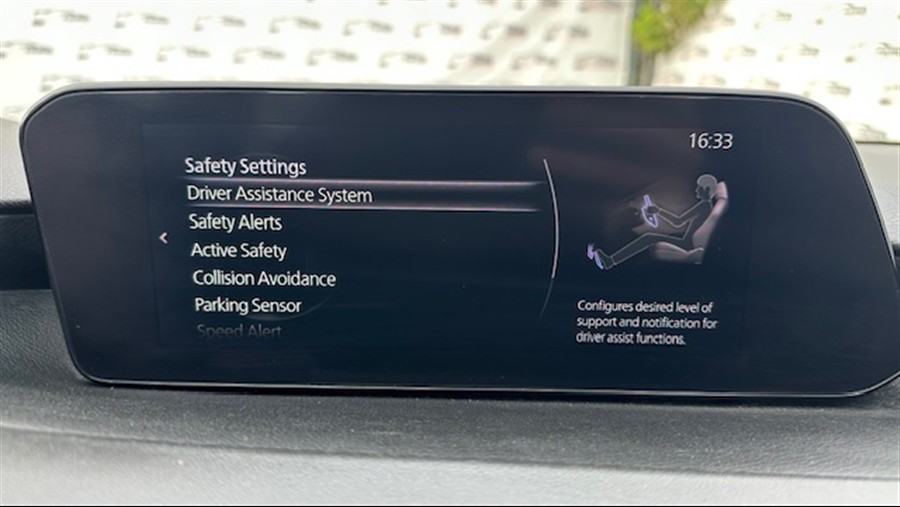 16:33
Safety Settings
Driver Assistance System
Safety Alerts
Active Safety
Collision Avoidance
Parking Sensor
Speed Alert
Configures desired level of
support and notification for
driver assist functions.